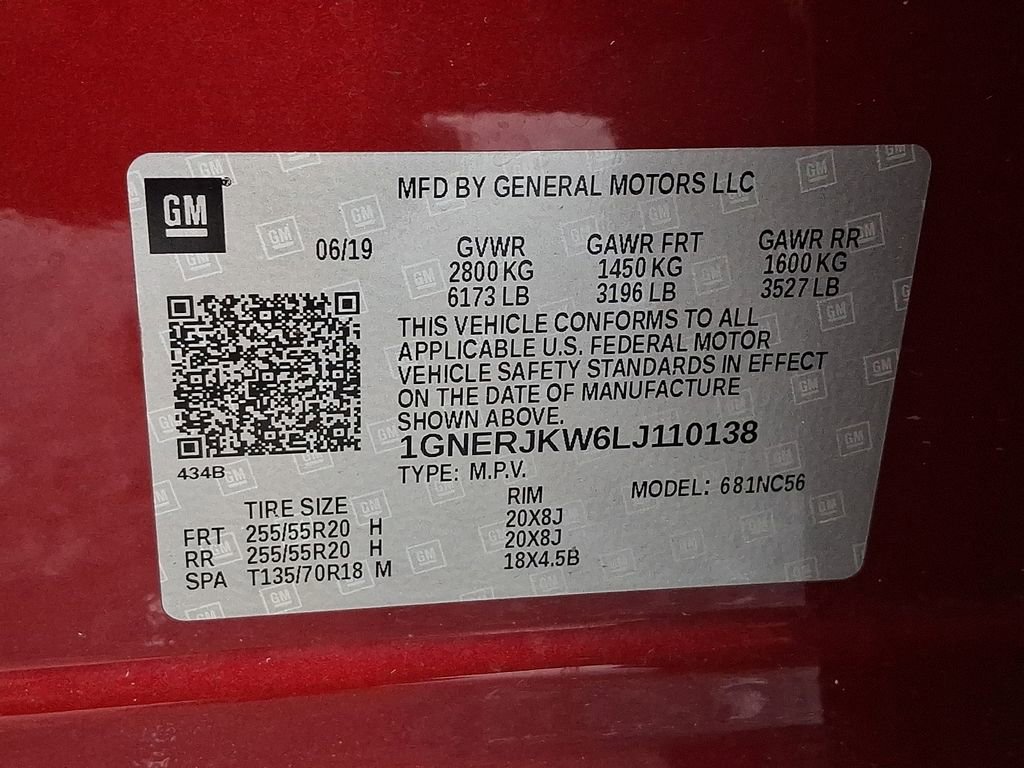 GM
MFD BY GENERAL MOTORS LLC
06/19
GVWR GAWR FRT GAWR RR
2800 KG 1450 KG 1600 KG
6173 LB 3196 LB 3527 LB
THIS VEHICLE CONFORMS TO ALL
APPLICABLE U.S. FEDERAL MOTOR
VEHICLE SAFETY STANDARDS IN EFFECT
ON THE DATE OF MANUFACTURE
SHOWN ABOVE.
1GNERJKW6LJ110138
434B
TYPE: M.P.V. MODEL: 681NC56
TIRE SIZE RIM
FRT 255/55R20 H 20X8J
RR 255/55R20 H 20X8J
SPA T135/70R18 M 18X4.5B